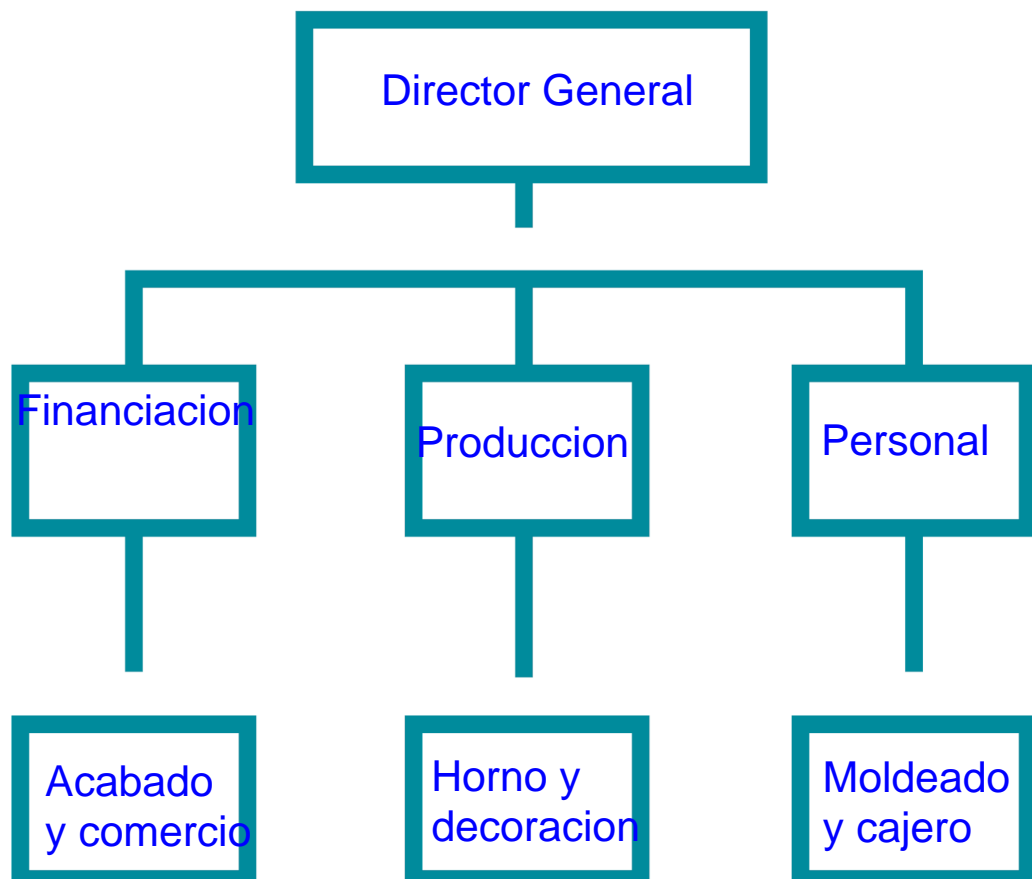 Director General
Financiacion
Produccion
Personal
Acabado
y comercio
Horno y
decoracion
Moldeado
y cajero